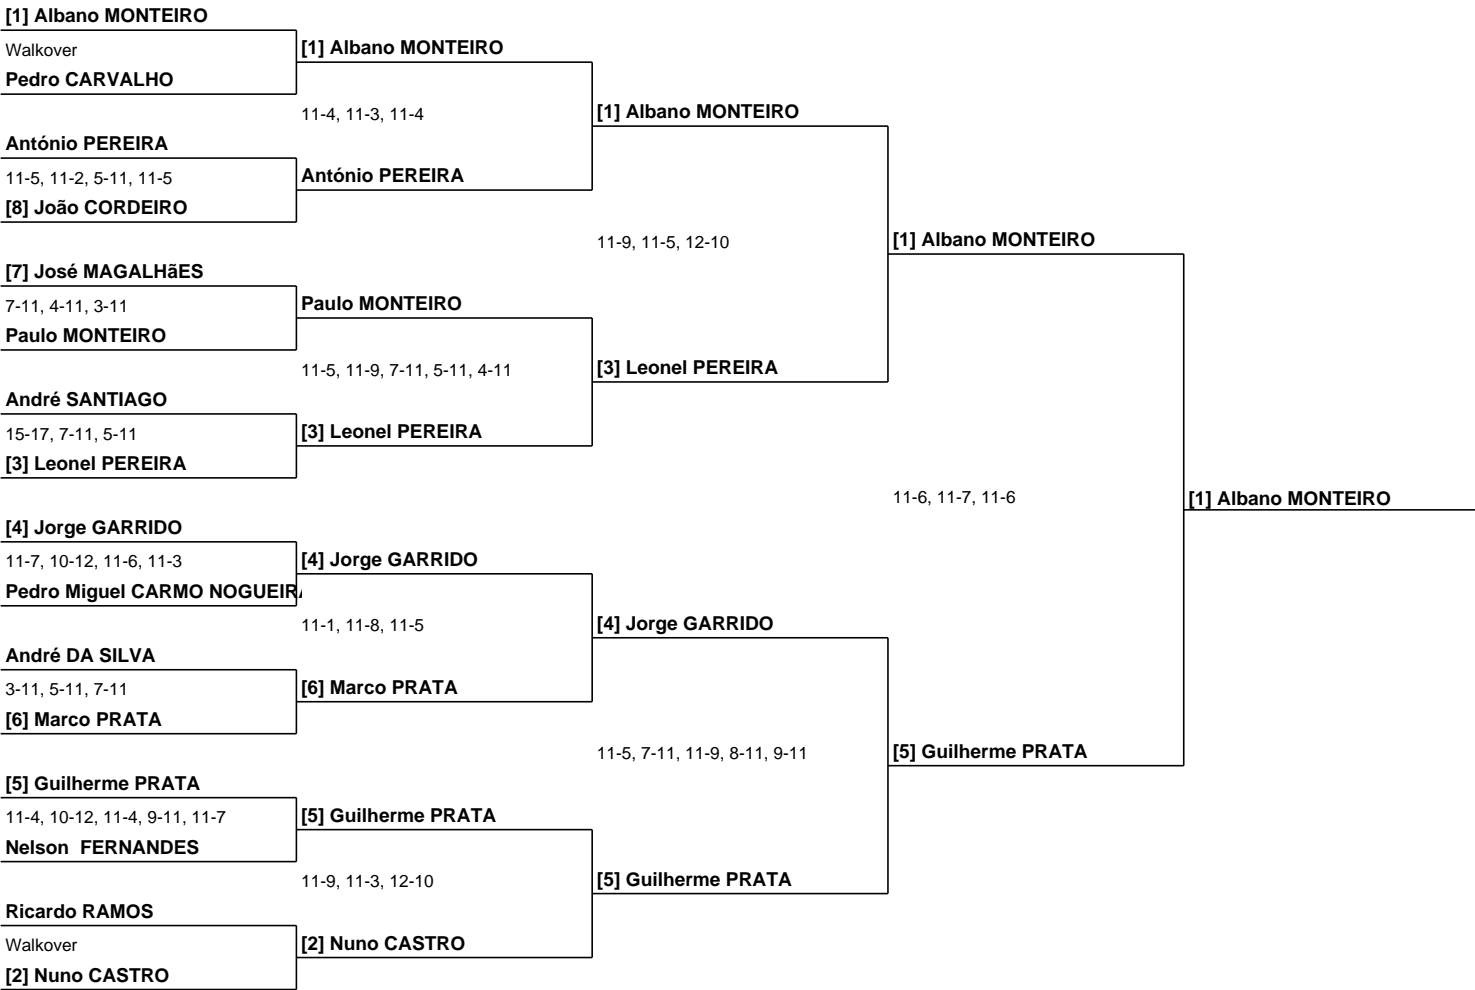 [1] Albano MONTEIRO
Walkover
Pedro CARVALHO
António PEREIRA
11-5, 11-2, 5-11, 11-5
[8] João CORDEIRO
[7] José MAGALHãES
7-11, 4-11, 3-11
Paulo MONTEIRO
André SANTIAGO
15-17, 7-11, 5-11
[3] Leonel PEREIRA
[4] Jorge GARRIDO
11-7, 10-12, 11-6, 11-3
Pedro Miguel CARMO NOGUEIRA
André DA SILVA
3-11, 5-11, 7-11
[6] Marco PRATA
[5] Guilherme PRATA
11-4, 10-12, 11-4, 9-11, 11-7
Nelson  FERNANDES
Ricardo RAMOS
Walkover
[2] Nuno CASTRO
[1] Albano MONTEIRO
11-4, 11-3, 11-4
António PEREIRA
Paulo MONTEIRO
11-5, 11-9, 7-11, 5-11, 4-11
[3] Leonel PEREIRA
[4] Jorge GARRIDO
11-1, 11-8, 11-5
[6] Marco PRATA
[5] Guilherme PRATA
11-9, 11-3, 12-10
[2] Nuno CASTRO
[1] Albano MONTEIRO
11-9, 11-5, 12-10
[3] Leonel PEREIRA
[4] Jorge GARRIDO
11-5, 7-11, 11-9, 8-11, 9-11
[5] Guilherme PRATA
[1] Albano MONTEIRO
11-6, 11-7, 11-6
[5] Guilherme PRATA
[1] Albano MONTEIRO